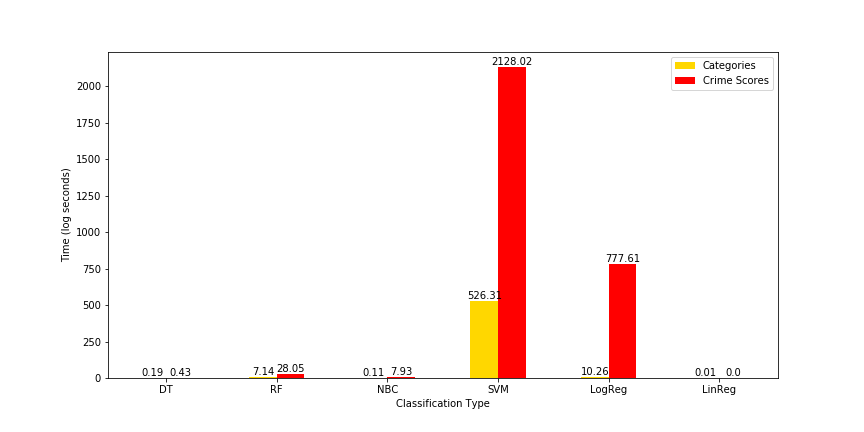 Categories
Crime Scores
2128.02
777.61
526.31
0.19
0.43
7.14
28.05
0.11
7.93
10.26
0.01
0.0
2000
1750
1500
1250
1000
750
500
250
0
Time (log seconds)
DT
RF
NBC
SVM
LogReg
LinReg
Classification Type